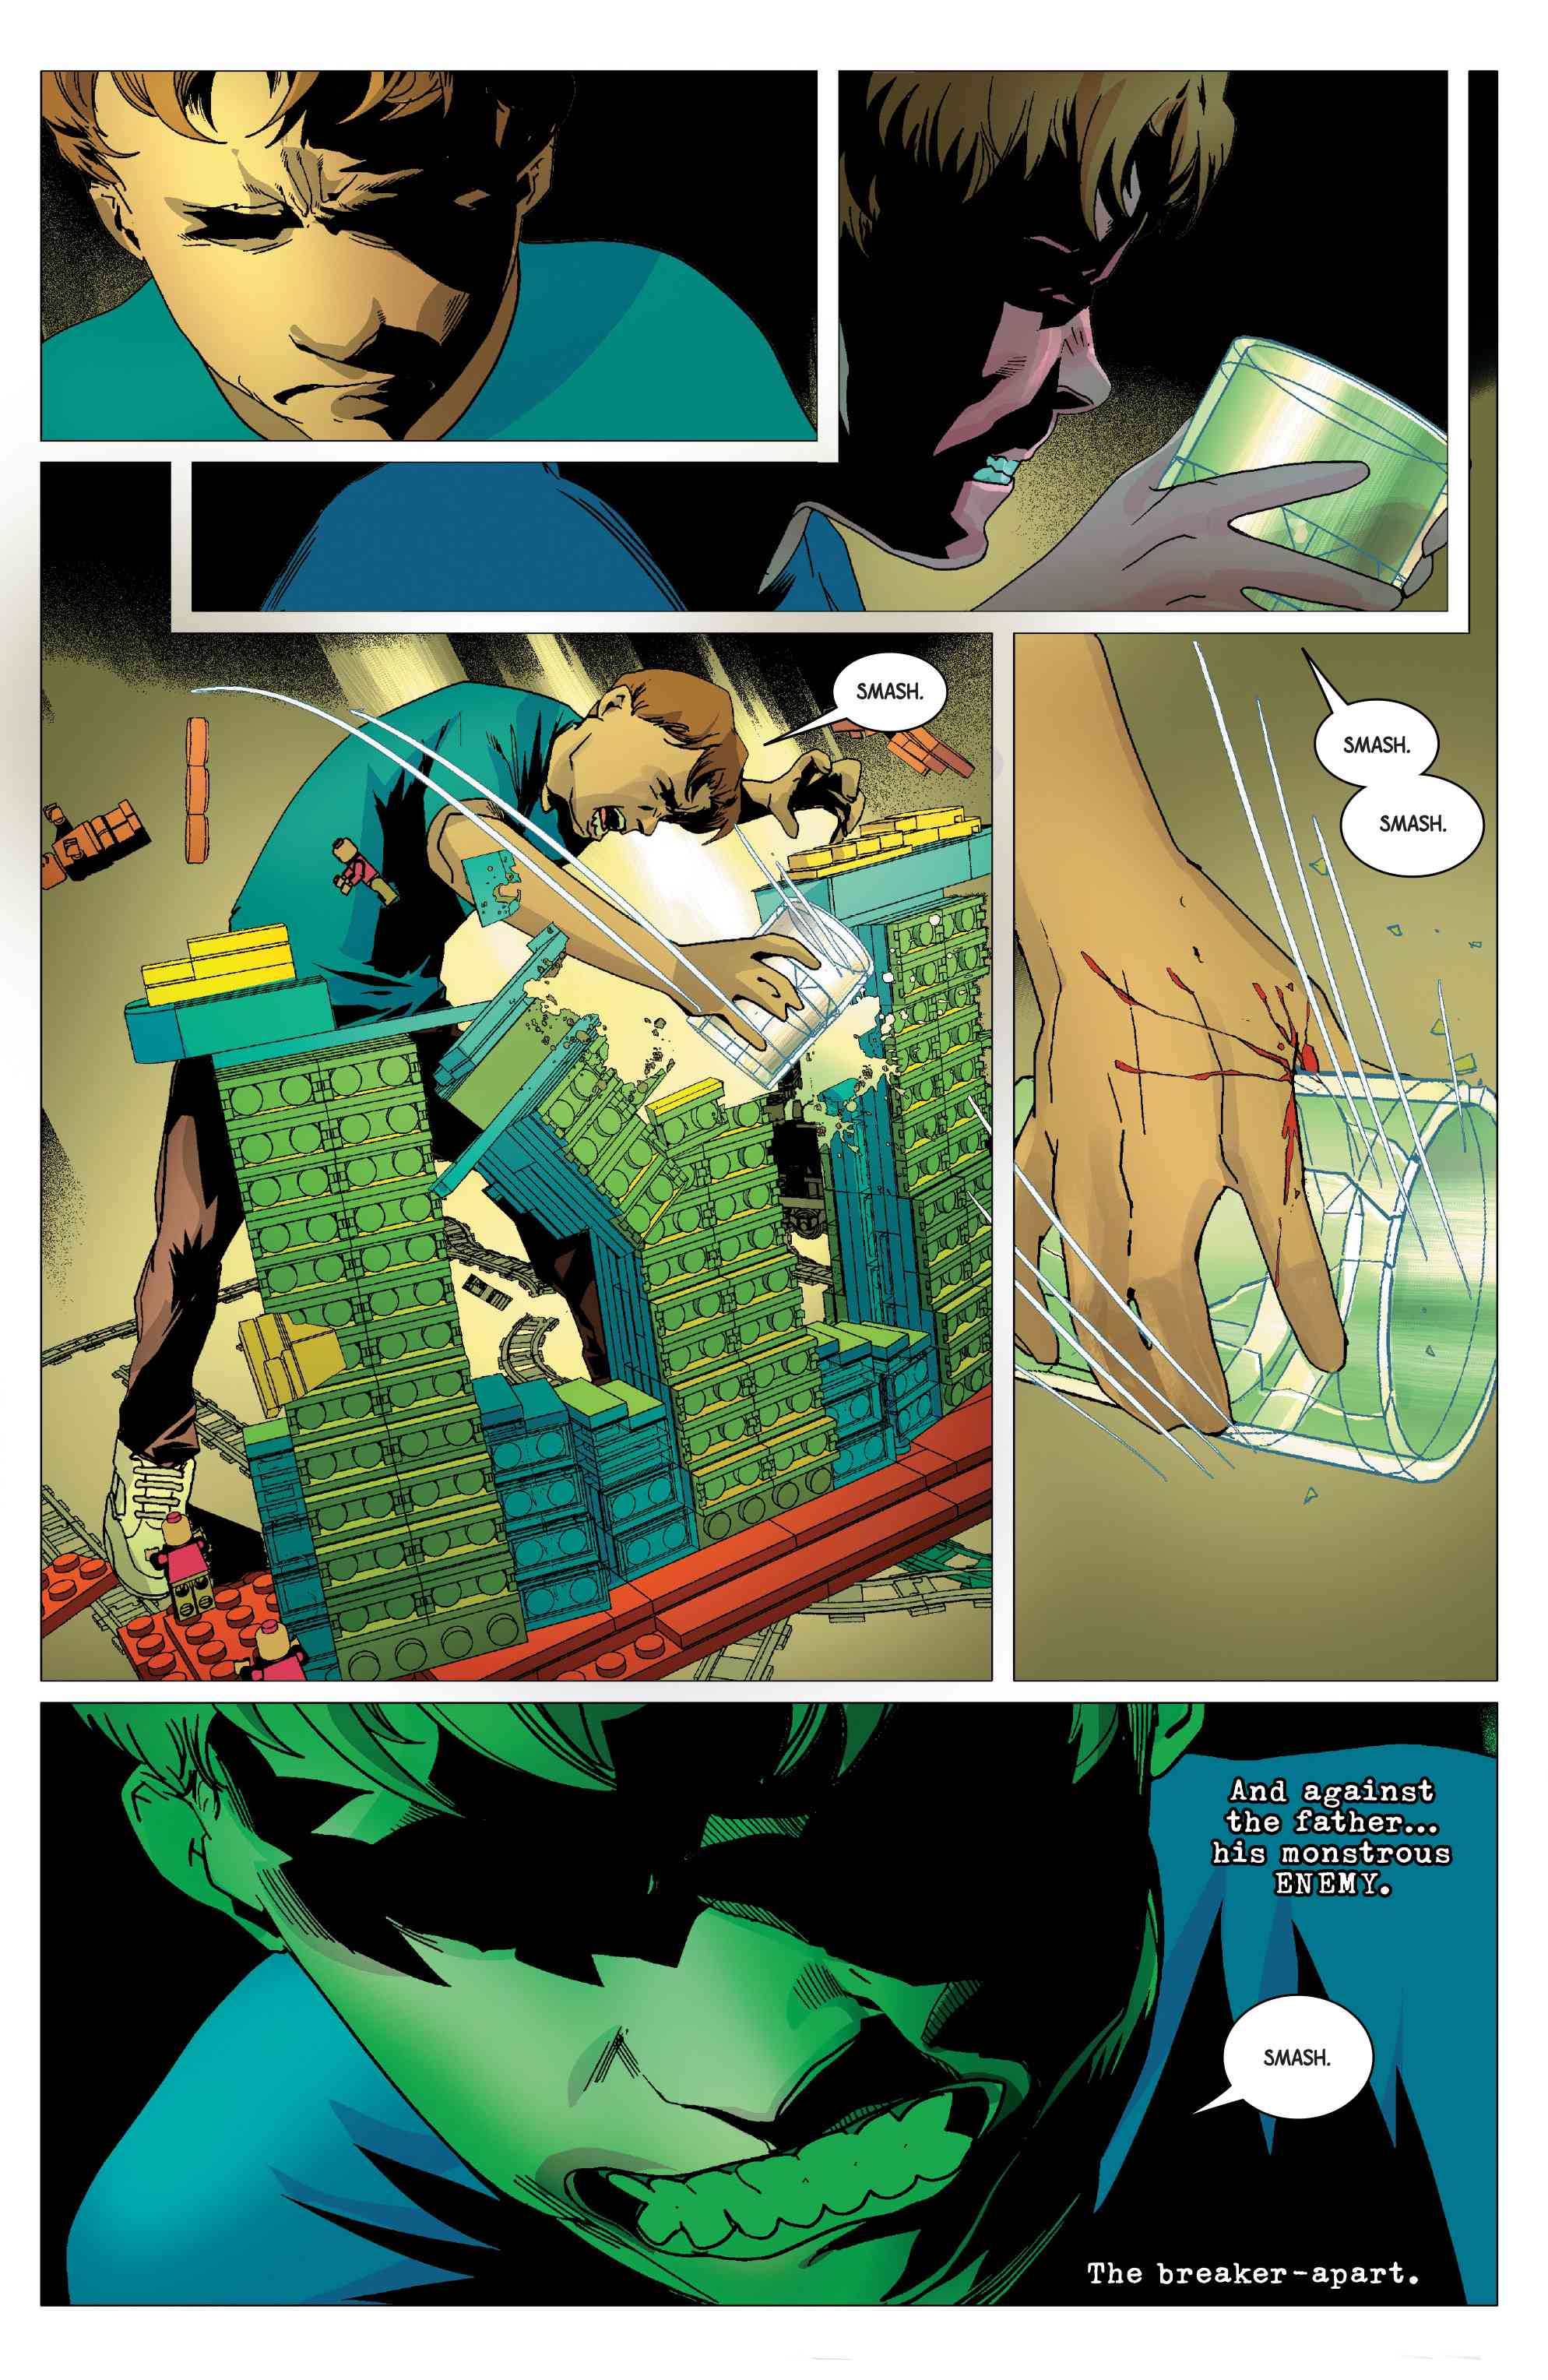 SMASH.
SMASH.
SMASH.
And against
the father...
his monstrous
ENEMY.
SMASH.
The breaker-apart.